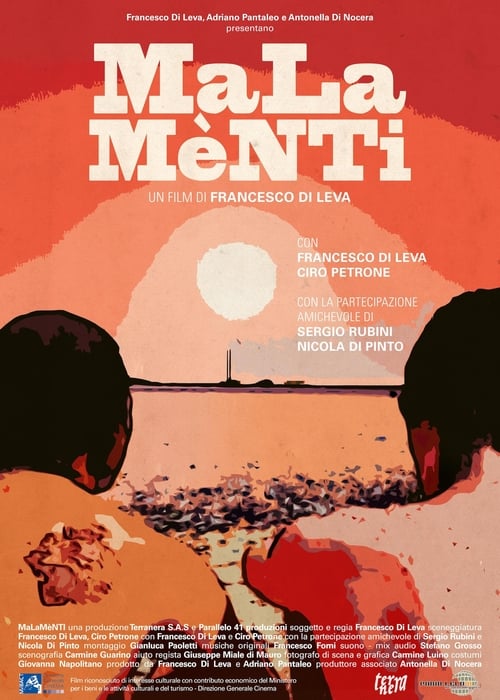 Francesco Di Leva, Adriano Pantaleo e Antonella Di Nocera
presentano
MaLa
MèNTi
UN FILM DI FRANCESCO DI LEVA
CON
FRANCESCO DI LEVA
CIRO PETRONE
CON LA PARTECIPAZIONE
AMICHEVOLE DI
SERGIO RUBINI
NICOLA DI PINTO
MaLaMèNTI una produzione Terranera S.A.S e Parallelo 41 produzioni soggetto e regia Francesco Di Leva sceneggiatura
Francesco Di Leva, Ciro Petrone con Francesco Di Leva e Ciro Petrone con la partecipazione amichevole di Sergio Rubini e
Nicola Di Pinto montaggio Gianluca Paoletti musiche originali Francesco Forni suono e mix audio Stefano Grosso
scenografia Carmine Guarino aiuto regista Giuseppe Miale di Mauro fotografo di scena e grafica Carmine Luino costumi
Giovanna Napolitano prodotto da Francesco Di Leva e Adriano Pantaleo produttore associato Antonella Di Nocera
Film riconosciuto di interesse culturale con contributo economico del Ministero
per i beni e le attività culturali e del turismo - Direzione Generale Cinema